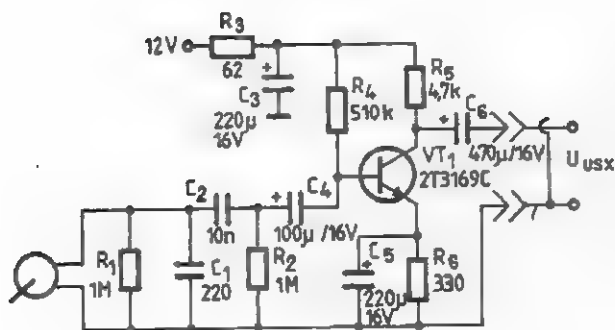 R3
12V
62
C3
220µ
16V
R4
510k
R5
4,7k
C6
470µ/16V
UUSX
VT1
2T3169C
C2
10n
C4
100µ/16V
R1
1M
C1
220
R2
1M
C5
220µ
16V
R6
330